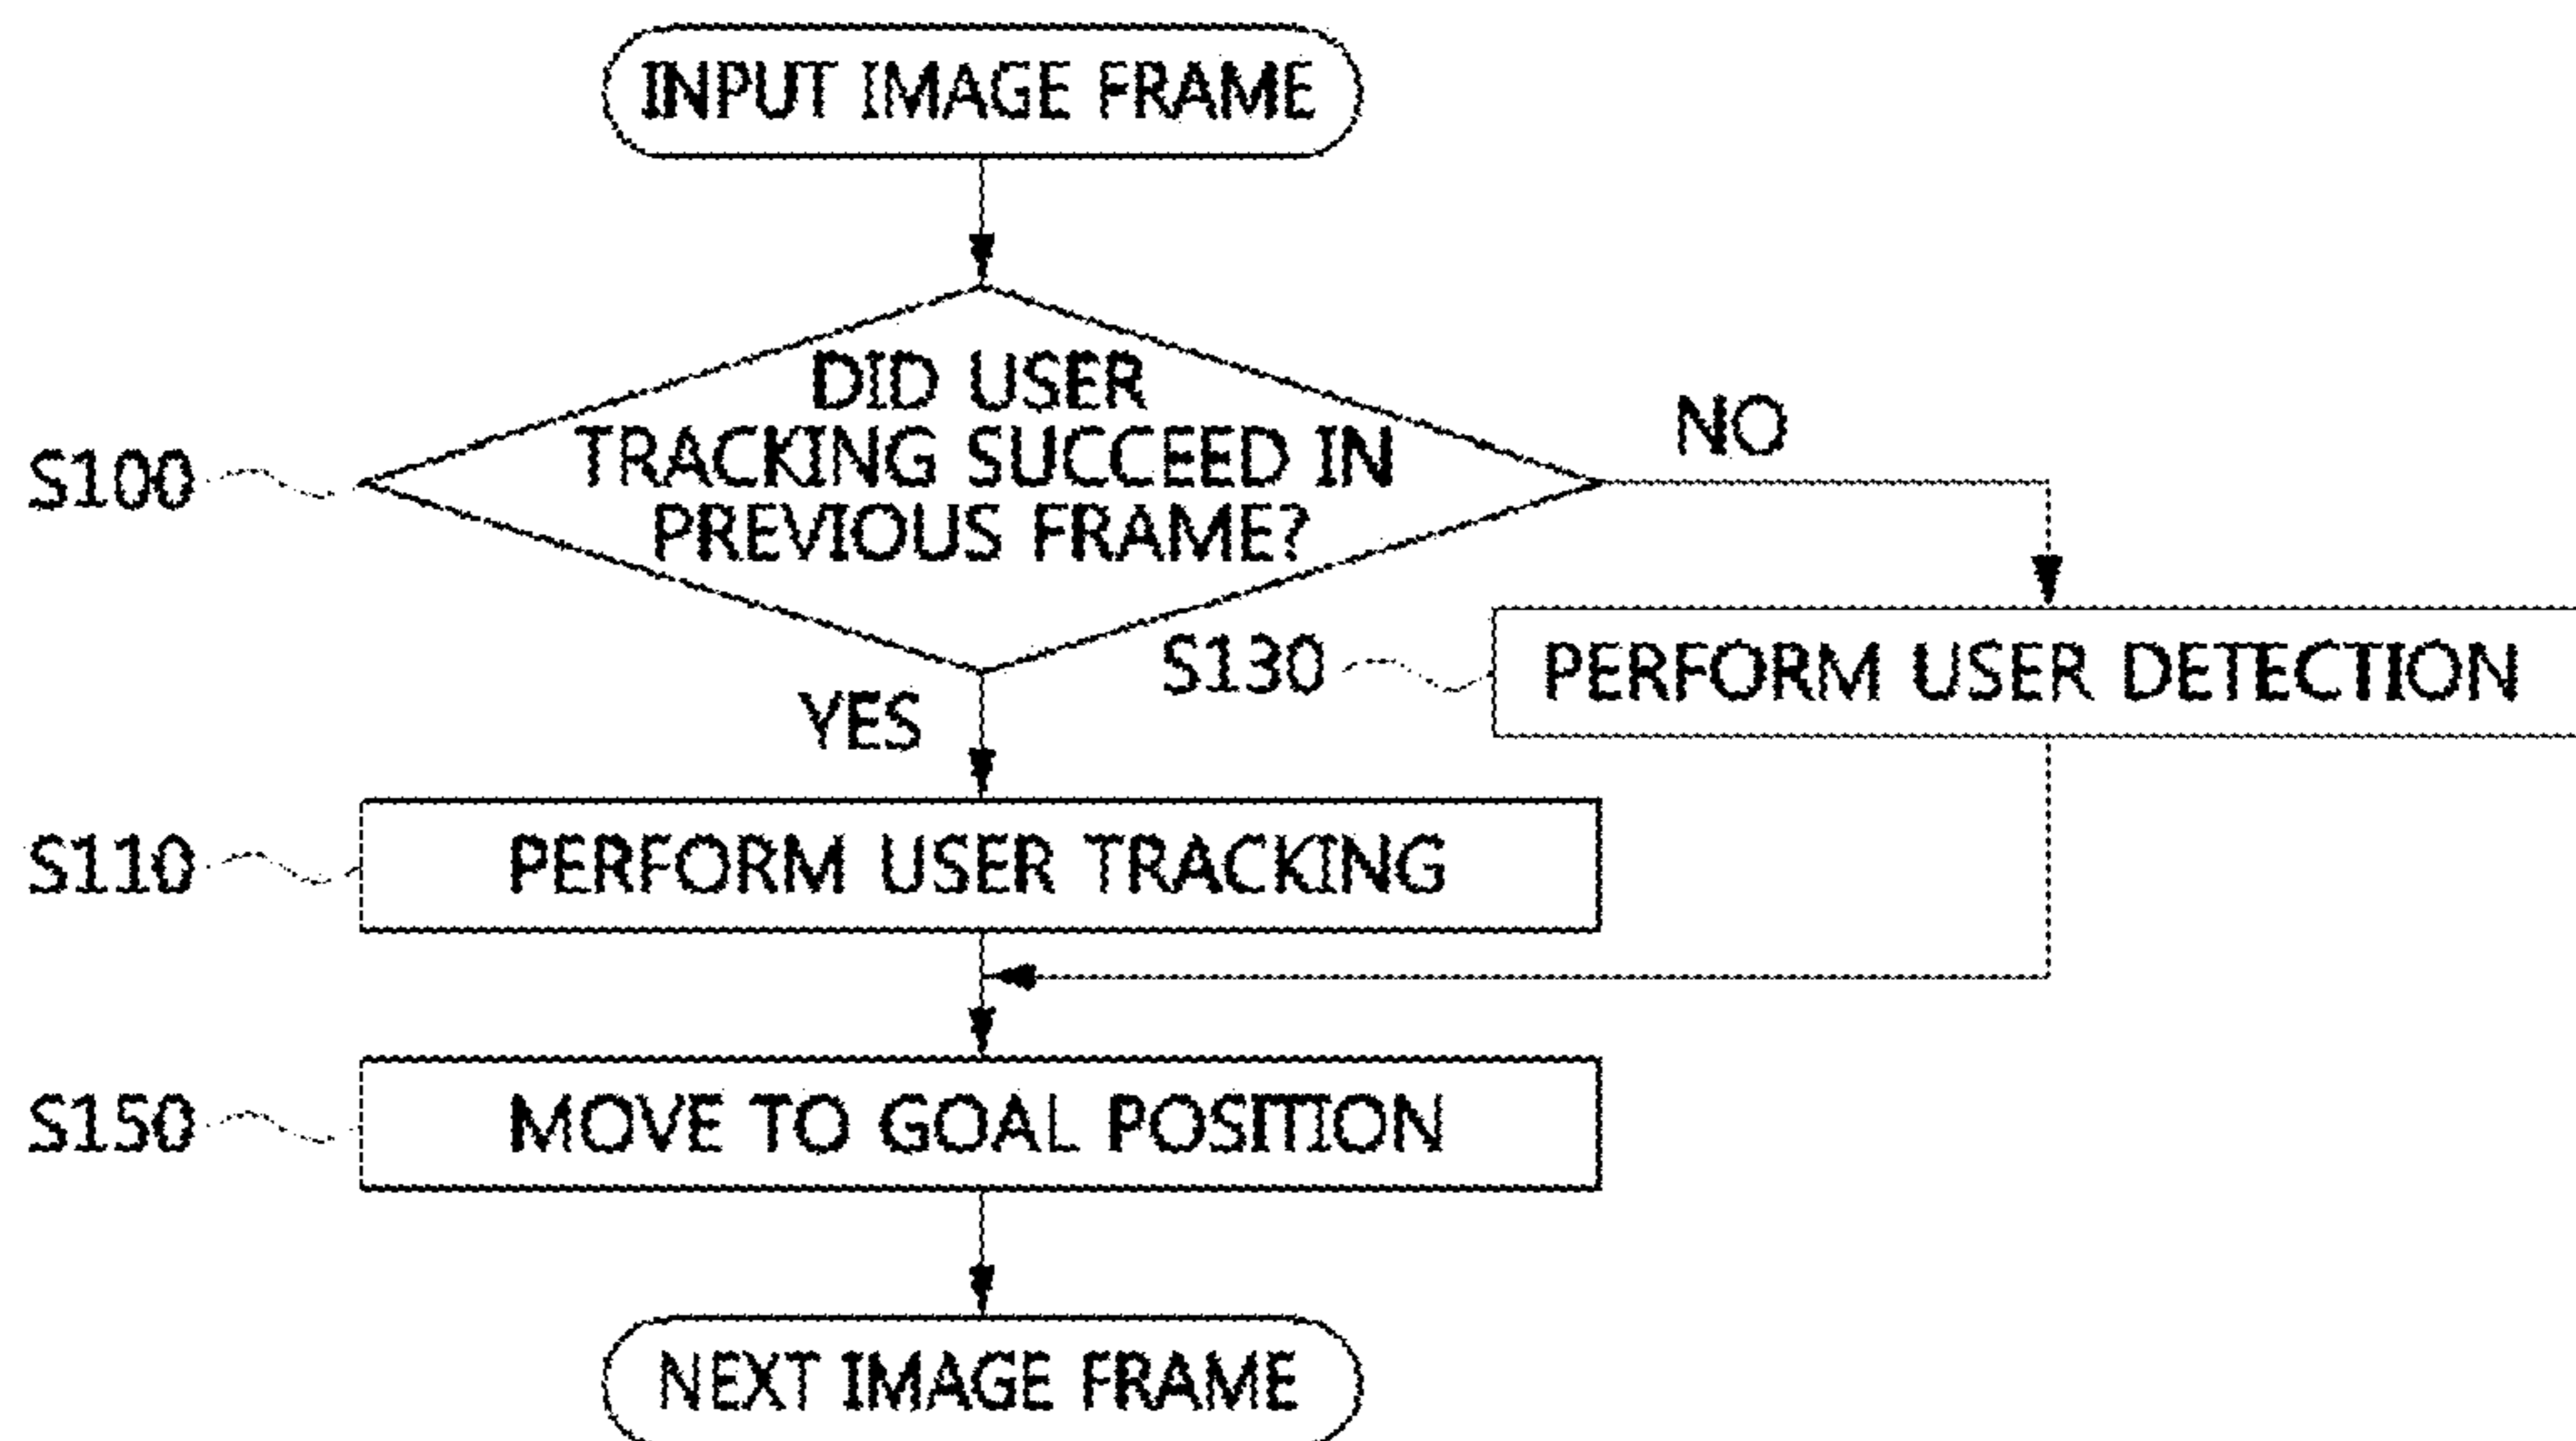 INPUT IMAGE FRAME
DID USER
TRACKING SUCCEED IN
PREVIOUS FRAME?
S100
NO
YES
S130
PERFORM USER DETECTION
S110
PERFORM USER TRACKING
S150
MOVE TO GOAL POSITION
NEXT IMAGE FRAME